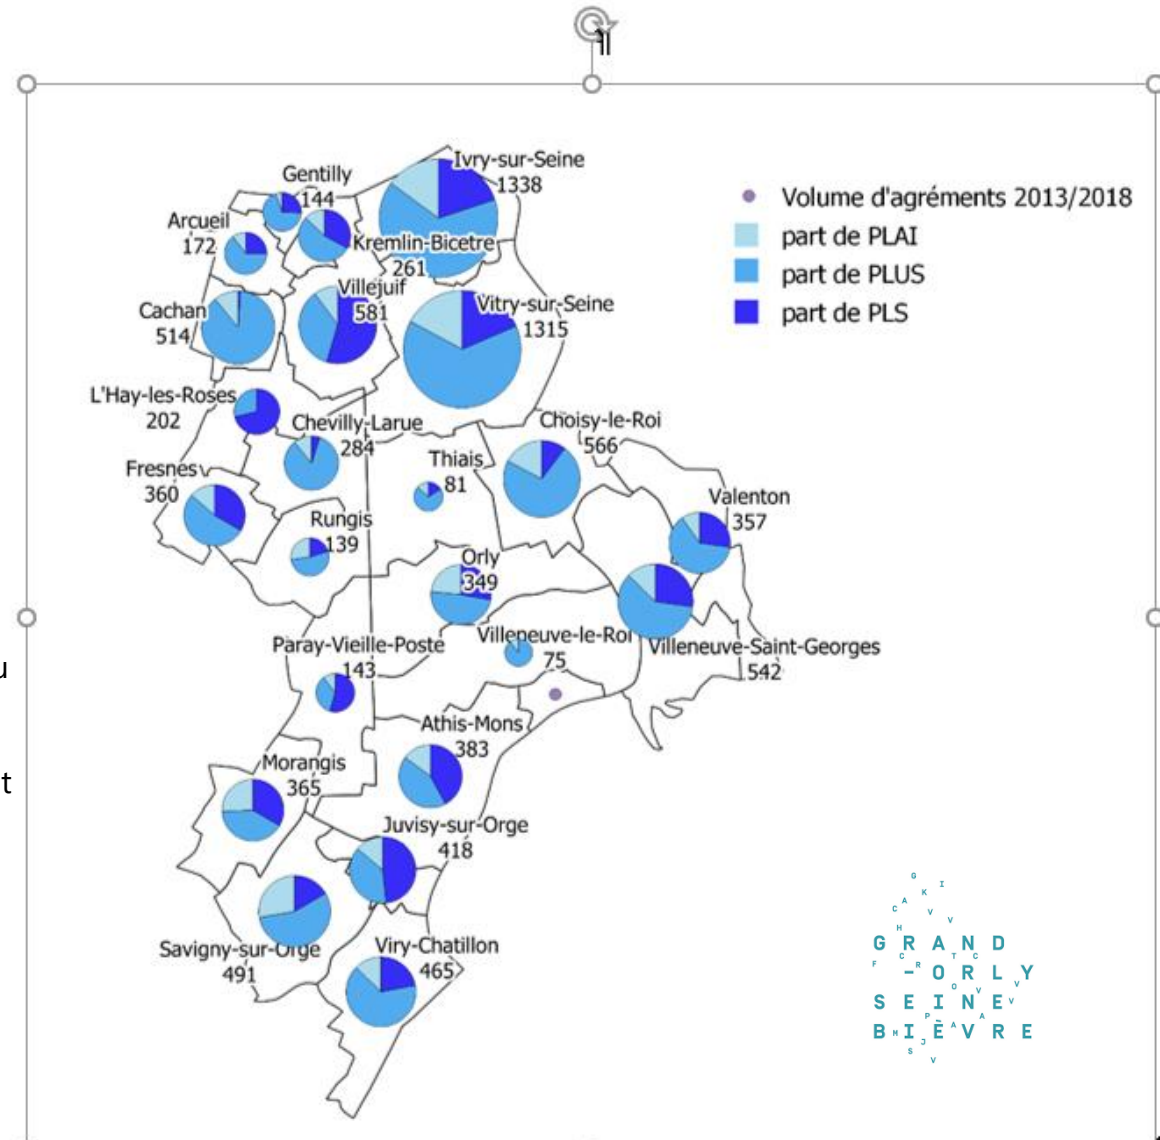 ¶
Ivry-sur-Seine
1338
Gentilly
144
Arcueil
172
Kremlin-Bicetre
261
Villejuif
581
Cachan
514
Vitry-sur-Seine
1315
L'Hay-les-Roses
202
Chevilly-Larue
284
Choisy-le-Roi
566
Thiais
81
Fresnes
360
Valenton
357
Rungis
139
Orly
349
Villeneuve-le-Roi
75
Villeneuve-Saint-Georges
542
Paray-Vieille-Poste
143
Athis-Mons
383
Morangis
365
Juvisy-sur-Orge
418
Savigny-sur-Orge
491
Viry-Chatillon
465
Volume d'agréments 2013/2018
part de PLAI
part de PLUS
part de PLS
u
t
GRAND
-ORLY
SEINE
BIÈVRE